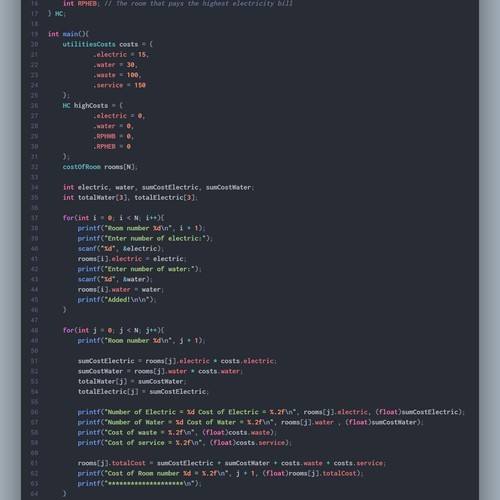 16 int RPHEB; // The room that pays the highest electricity bill
17 } HC;
18
19 int main(){
20 utilitiesCosts costs = {
21 .electric = 15,
22 .water = 30,
23 .waste = 100,
24 .service = 150
25 };
26 HC highCosts = {
27 .electric = 0,
28 .water = 0,
29 .RPHWB = 0,
30 .RPHEB = 0
31 };
32 costOfRoom rooms[N];
33
34 int electric, water, sumCostElectric, sumCostWater;
35 int totalWater[3], totalElectric[3];
36
37 for(int i = 0; i < N; i++){
38 printf("Room number %d\n", i + 1);
39 printf("Enter number of electric:");
40 scanf("%d", &electric);
41 rooms[i].electric = electric;
42 printf("Enter number of water:");
43 scanf("%d", &water);
44 rooms[i].water = water;
45 printf("Added!\n\n");
46 }
47
48 for(int j = 0; j < N; j++){
49 printf("Room number %d\n", j + 1);
50
51 sumCostElectric = rooms[j].electric * costs.electric;
52 sumCostWater = rooms[j].water * costs.water;
53 totalWater[j] = sumCostWater;
54 totalElectric[j] = sumCostElectric;
55
56 printf("Number of Electric = %d Cost of Electric = %.2f\n", rooms[j].electric, (float)sumCostElectric);
57 printf("Number of Water = %d Cost of Water = %.2f\n", rooms[j].water , (float)sumCostWater);
58 printf("Cost of waste = %.2f\n", (float)costs.waste);
59 printf("Cost of service = %.2f\n", (float)costs.service);
60
61 rooms[j].totalCost = sumCostElectric + sumCostWater + costs.waste + costs.service;
62 printf("Cost of Room number %d = %.2f\n", j + 1, (float)rooms[j].totalCost);
63 printf("********************\n");
64 }